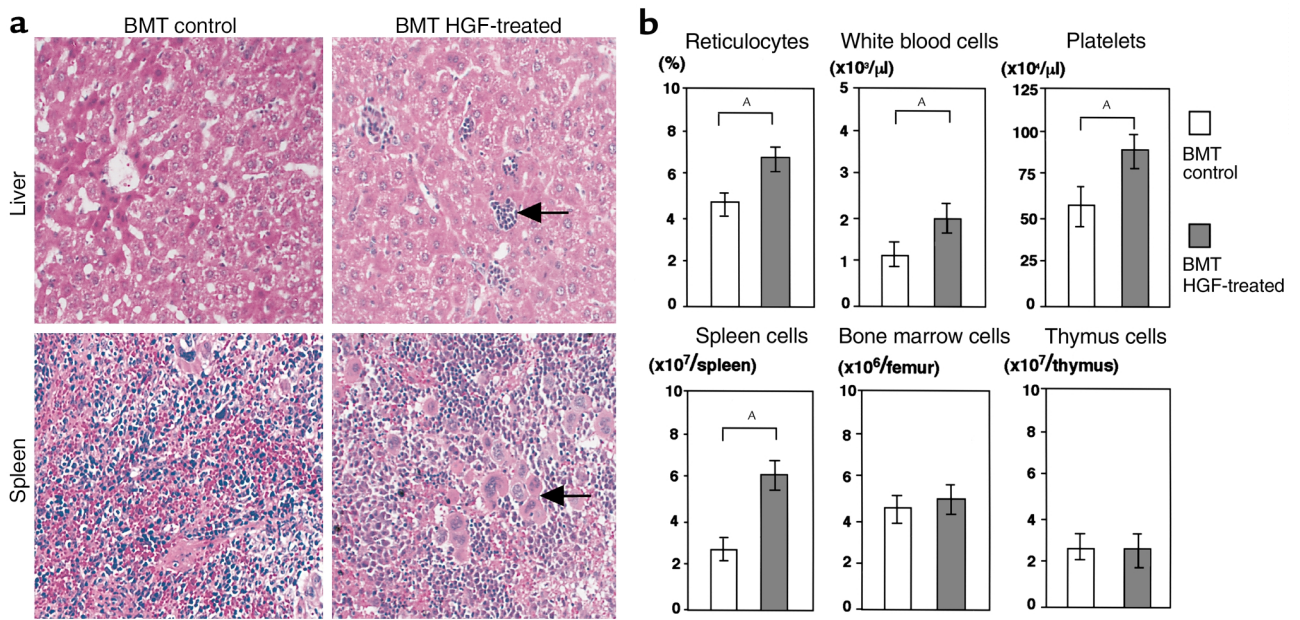 a
BMT control
BMT HGF-treated
Liver
Spleen
b
Reticulocytes
(%)
10
8
6
4
2
0
A
White blood cells
(x10³/µl)
5
4
3
2
1
0
A
Platelets
(x10⁴/µl)
125
100
75
50
25
0
A
BMT
control
BMT
HGF-treated
Spleen cells
(x10⁷/spleen)
10
8
6
4
2
0
A
Bone marrow cells
(x10⁶/femur)
10
8
6
4
2
0
Thymus cells
(x10⁷/thymus)
10
8
6
4
2
0